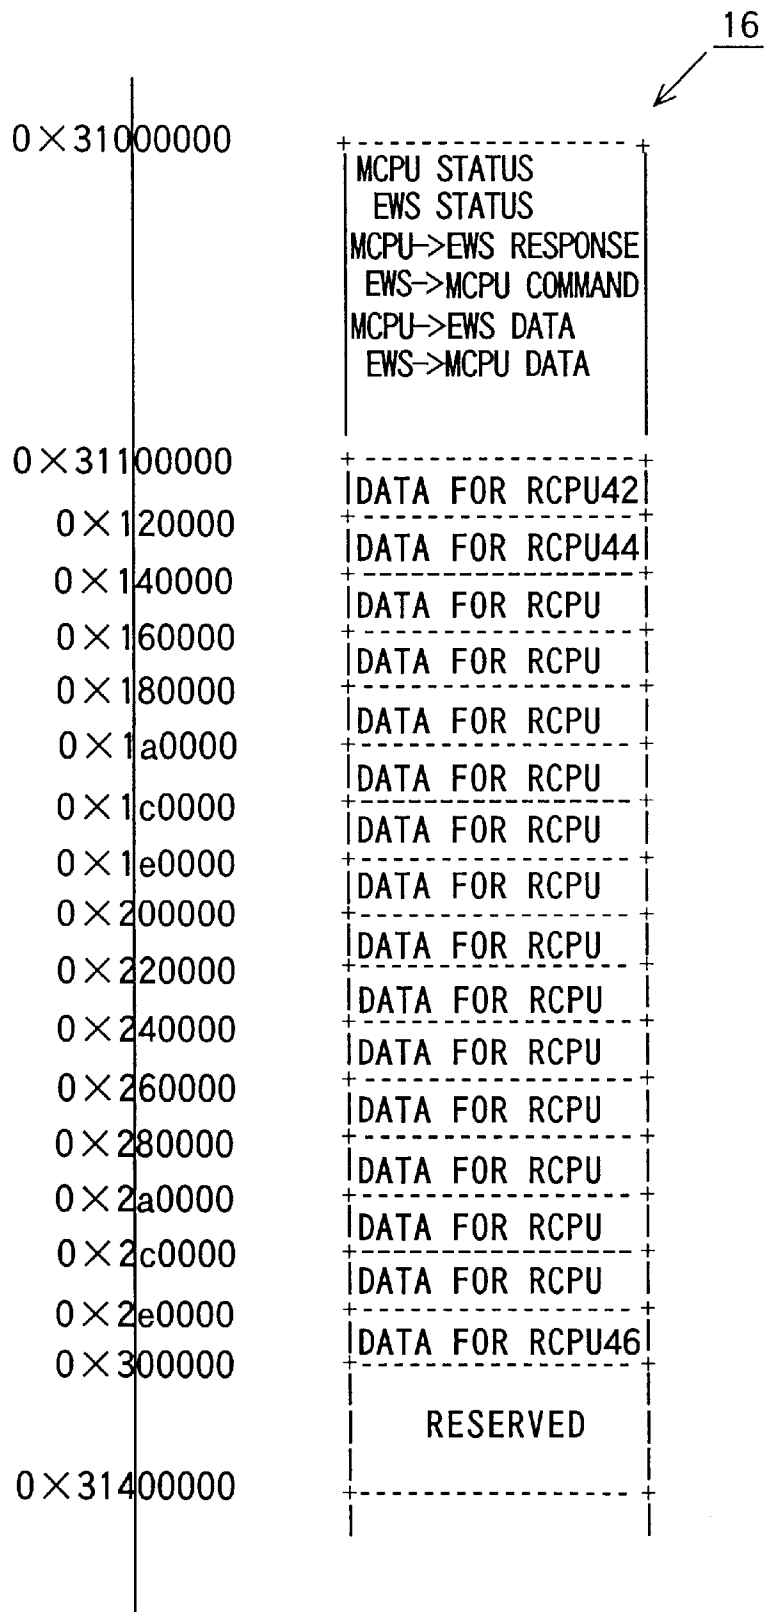 16
0×31000000
MCPU STATUS
EWS STATUS
MCPU->EWS RESPONSE
EWS->MCPU COMMAND
MCPU->EWS DATA
EWS->MCPU DATA
0×31100000
DATA FOR RCPU42
0×120000
DATA FOR RCPU44
0×140000
DATA FOR RCPU
0×160000
DATA FOR RCPU
0×180000
DATA FOR RCPU
0×1a0000
DATA FOR RCPU
0×1c0000
DATA FOR RCPU
0×1e0000
DATA FOR RCPU
0×200000
DATA FOR RCPU
0×220000
DATA FOR RCPU
0×240000
DATA FOR RCPU
0×260000
DATA FOR RCPU
0×280000
DATA FOR RCPU
0×2a0000
DATA FOR RCPU
0×2c0000
DATA FOR RCPU
0×2e0000
DATA FOR RCPU46
0×300000
RESERVED
0×31400000